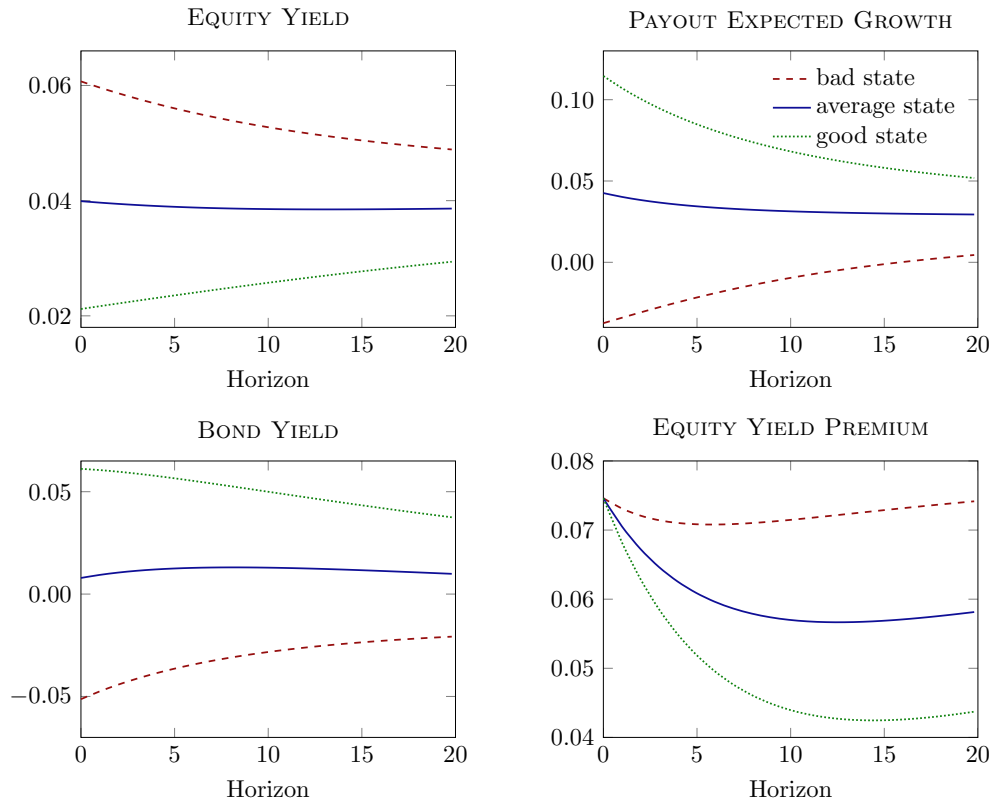 EQUITY YIELD
0.06
0.04
0.02
0 5 10 15 20
Horizon
PAYOUT EXPECTED GROWTH
0.10
0.05
0.00
bad state
average state
good state
0 5 10 15 20
Horizon
BOND YIELD
0.05
0.00
−0.05
0 5 10 15 20
Horizon
EQUITY YIELD PREMIUM
0.08
0.07
0.06
0.05
0.04
0 5 10 15 20
Horizon